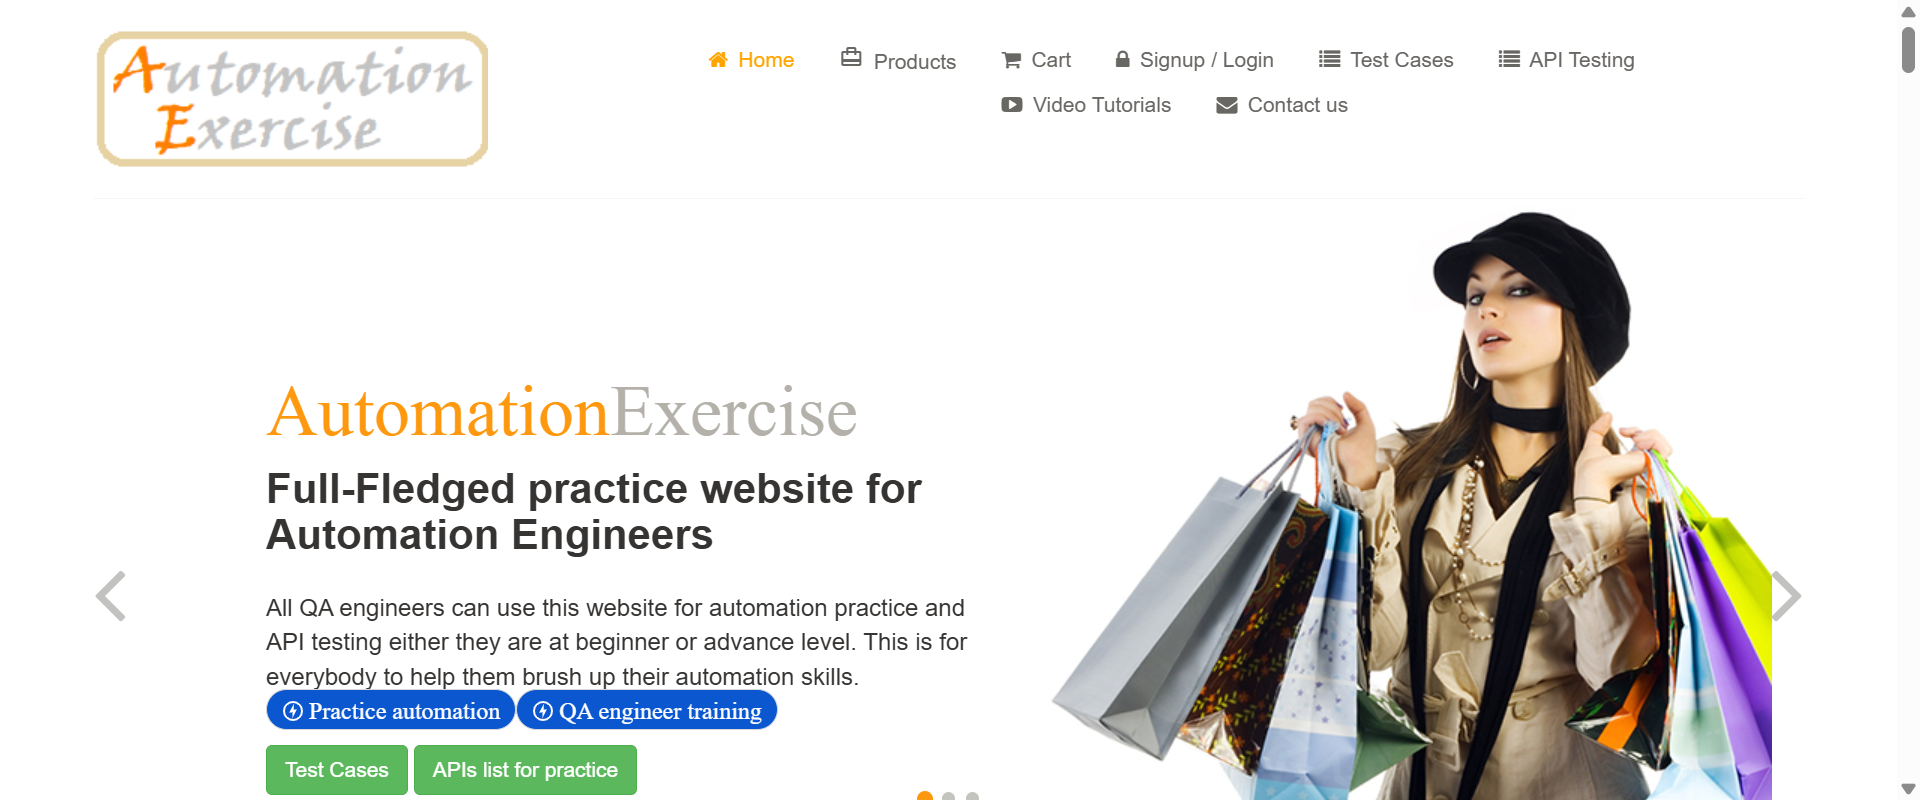 Automation
Exercise
Home
Products
Cart
Signup / Login
Test Cases
API Testing
Video Tutorials
Contact us
AutomationExercise
Full-Fledged practice website for
Automation Engineers
All QA engineers can use this website for automation practice and
API testing either they are at beginner or advance level. This is for
everybody to help them brush up their automation skills.
Practice automation
QA engineer training
Test Cases
APIs list for practice